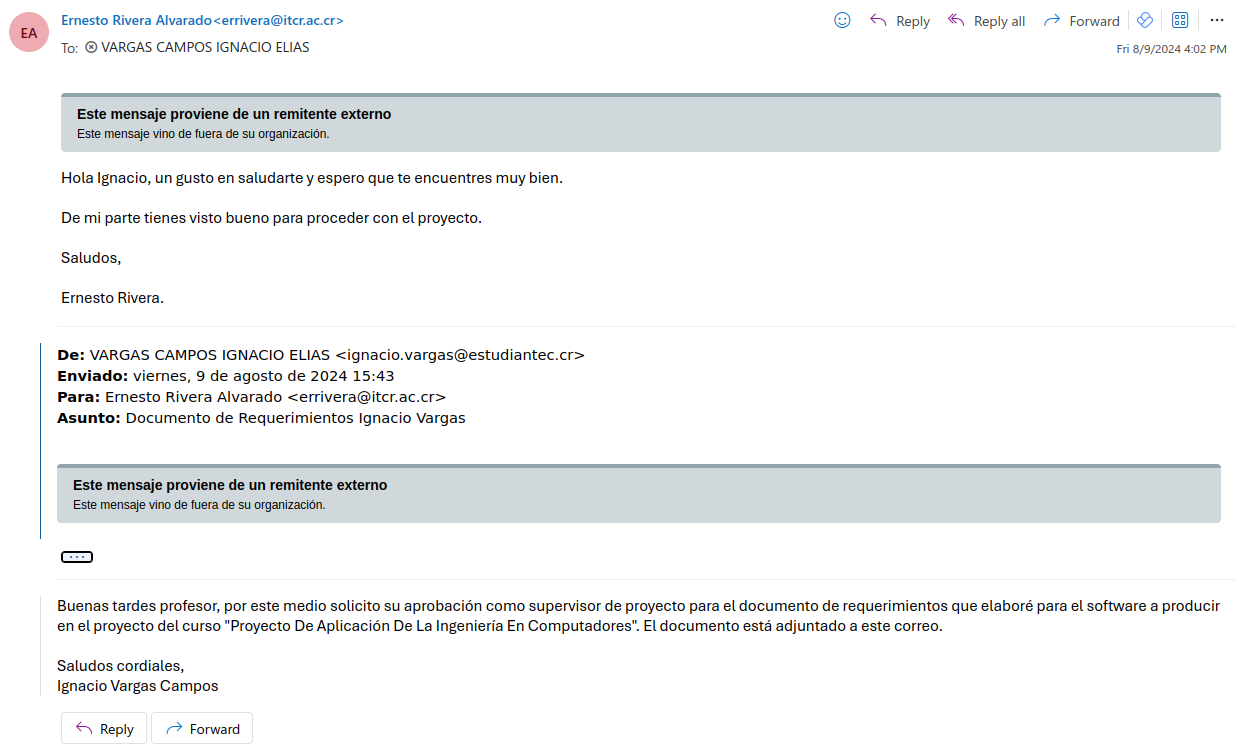 EA
Ernesto Rivera Alvarado<errivera@itcr.ac.cr>
Reply
Reply all
Forward
To: VARGAS CAMPOS IGNACIO ELIAS
Fri 8/9/2024 4:02 PM
Este mensaje proviene de un remitente externo
Este mensaje vino de fuera de su organización.
Hola Ignacio, un gusto en saludarte y espero que te encuentres muy bien.
De mi parte tienes visto bueno para proceder con el proyecto.
Saludos,
Ernesto Rivera.
De: VARGAS CAMPOS IGNACIO ELIAS <ignacio.vargas@estudiantec.cr>
Enviado: viernes, 9 de agosto de 2024 15:43
Para: Ernesto Rivera Alvarado <errivera@itcr.ac.cr>
Asunto: Documento de Requerimientos Ignacio Vargas
Este mensaje proviene de un remitente externo
Este mensaje vino de fuera de su organización.
Buenas tardes profesor, por este medio solicito su aprobación como supervisor de proyecto para el documento de requerimientos que elaboré para el software a producir
en el proyecto del curso "Proyecto De Aplicación De La Ingeniería En Computadores". El documento está adjuntado a este correo.
Saludos cordiales,
Ignacio Vargas Campos
Reply
Forward